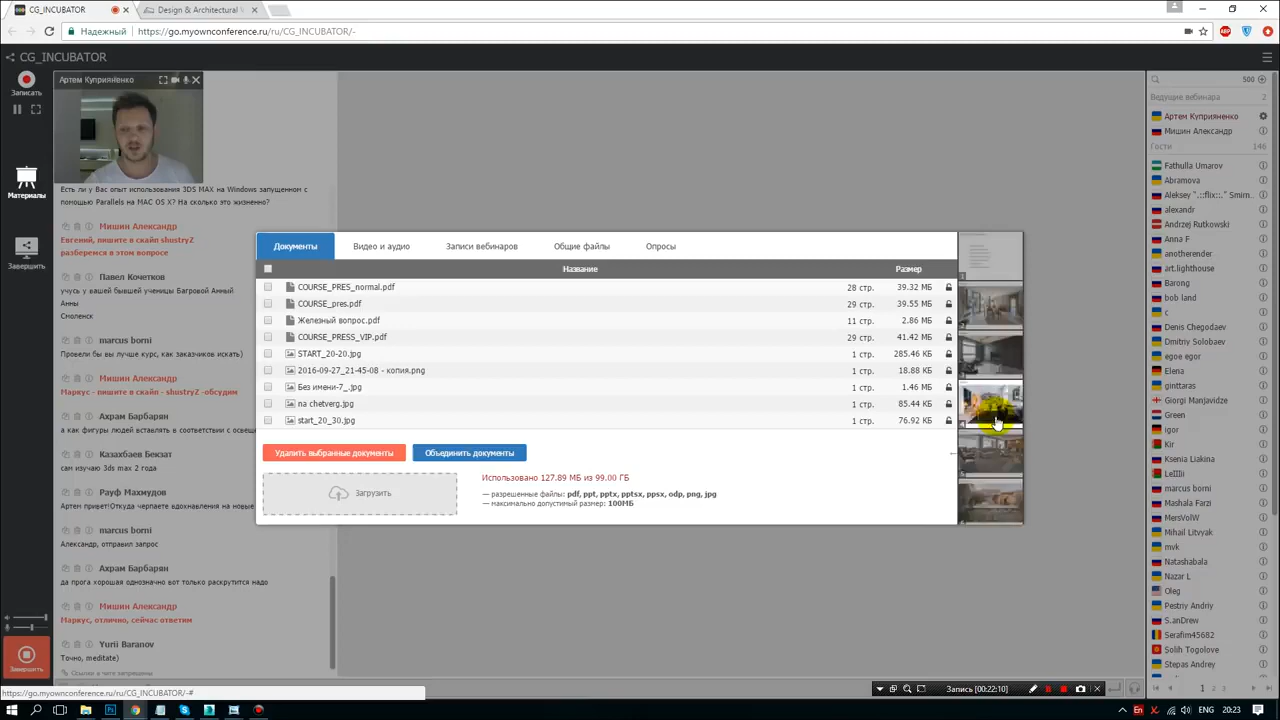 CG_INCUBATOR
Design & Architectural
Надежный
https://go.myownconference.ru/ru/CG_INCUBATOR/-
CG_INCUBATOR
Записать
Материалы
Завершить
Завершить
Артем Куприяненко
Есть ли у Вас опыт использования 3DS MAX на Windows запущенном с
помощью Parallels на MAC OS X? На сколько это жизненно?
Мишин Александр
Евгений, пишите в скайп shustryZ
разберемся в этом вопросе
Павел Кочетков
учусь у вашей бывшей ученицы Багровой Анный
Анны
Смоленск
marcus borni
Провели бы вы лучше курс, как заказчиков искать)
Мишин Александр
Маркус - пишите в скайп - shustryZ -обсудим
Ахрам Барбарян
а как фигуры людей вставлять в соответствии с освещ
Казахбаев Бекзат
сам изучаю 3ds max 2 года
Рауф Махмудов
Артем привет!Откуда черпаете вдохновления на новые
marcus borni
Александр, отправил запрос
Ахрам Барбарян
да прога хорошая однозначно вот только раскрутится надо
Мишин Александр
Маркус, отлично, сейчас ответим
Yurii Baranov
Точно, meditate)
Ссылки в чате запрещены
https://go.myownconference.ru/ru/CG_INCUBATOR/-#
Документы
Видео и аудио
Записи вебинаров
Общие файлы
Опросы
Название
Размер
COURSE_PRES_normal.pdf 28 стр. 39.32 МБ
COURSE_pres.pdf 29 стр. 39.55 МБ
Железный вопрос.pdf 11 стр. 2.86 МБ
COURSE_PRESS_VIP.pdf 29 стр. 41.42 МБ
START_20-20.jpg 1 стр. 285.46 КБ
2016-09-27_21-45-08 - копия.png 1 стр. 18.88 КБ
Без имени-7_.jpg 1 стр. 1.46 МБ
na chetverg.jpg 1 стр. 85.44 КБ
start_20_30.jpg 1 стр. 76.92 КБ
Удалить выбранные документы
Объединить документы
Загрузить
Использовано 127.89 МБ из 99.00 ГБ
— разрешенные файлы: pdf, ppt, pptx, pptsx, ppsx, odp, png, jpg
— максимально допустимый размер: 100МБ
500
Ведущие вебинара 2
Артем Куприяненко
Мишин Александр
Гости 146
Fathulla Umarov
Abramova
Aleksey ".::flix::." Smirn..
alexandr
Andrzej Rutkowski
Anna F
anotherender
art.lighthouse
Barong
bob land
c
Denis Chegodaev
Dmitriy Solobaev
egoe egor
Elena
ginttaras
Giorgi Manjavidze
Green
igor
Kir
Ksenia Liakina
LeIIIii
marcus borni
Mashala Farzi
MersVolW
Mihail Litvyak
mvk
Natashabala
Nazar L
Oleg
Pestriy Andriy
S.anDrew
Serafim45682
Solih Togolove
Stepas Andrej
1 2 3
Запись [00:22:10]
ENG
20:23